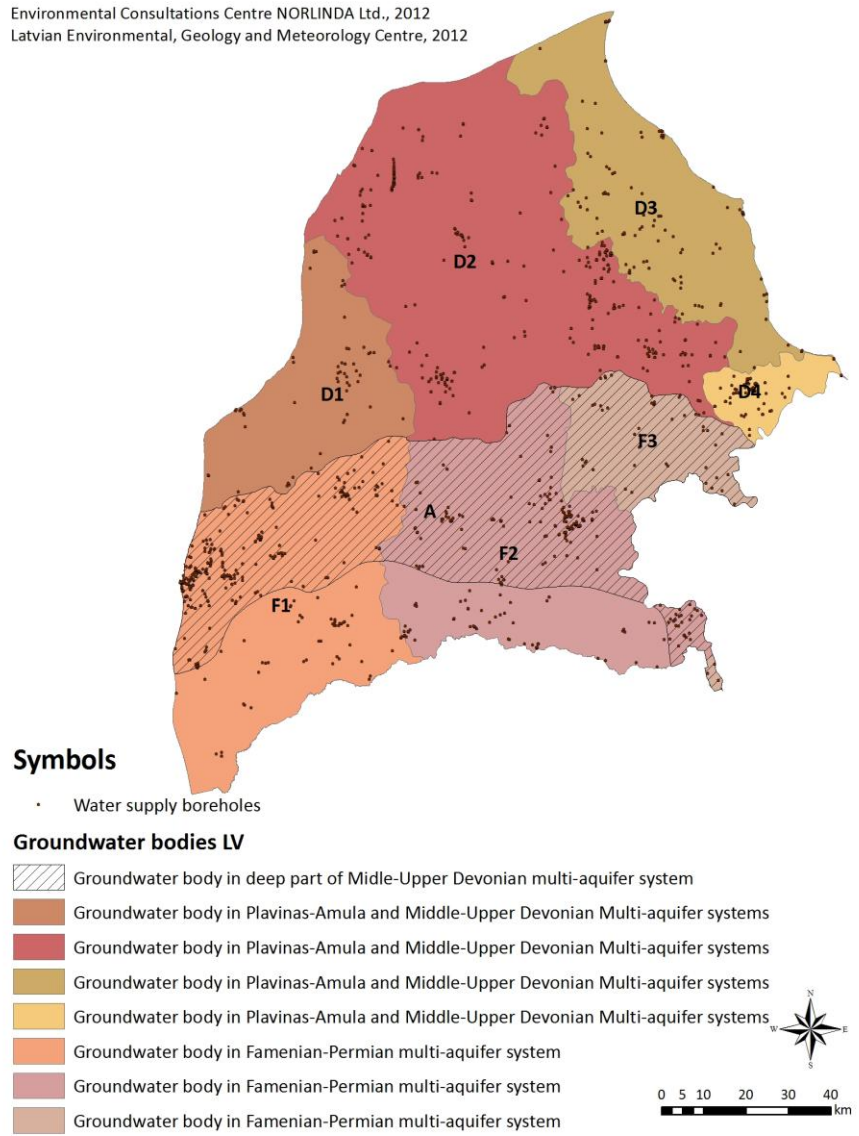 Environmental Consultations Centre NORLINDA Ltd., 2012
Latvian Environmental, Geology and Meteorology Centre, 2012
D3
D2
D1
D4
F3
A
F2
F1
Symbols
Water supply boreholes
Groundwater bodies LV
Groundwater body in deep part of Midle-Upper Devonian multi-aquifer system
Groundwater body in Plavinas-Amula and Middle-Upper Devonian Multi-aquifer systems
Groundwater body in Plavinas-Amula and Middle-Upper Devonian Multi-aquifer systems
Groundwater body in Plavinas-Amula and Middle-Upper Devonian Multi-aquifer systems
Groundwater body in Plavinas-Amula and Middle-Upper Devonian Multi-aquifer systems
Groundwater body in Famenian-Permian multi-aquifer system
Groundwater body in Famenian-Permian multi-aquifer system
Groundwater body in Famenian-Permian multi-aquifer system
N
W E
S
0 5 10 20 30 40
km